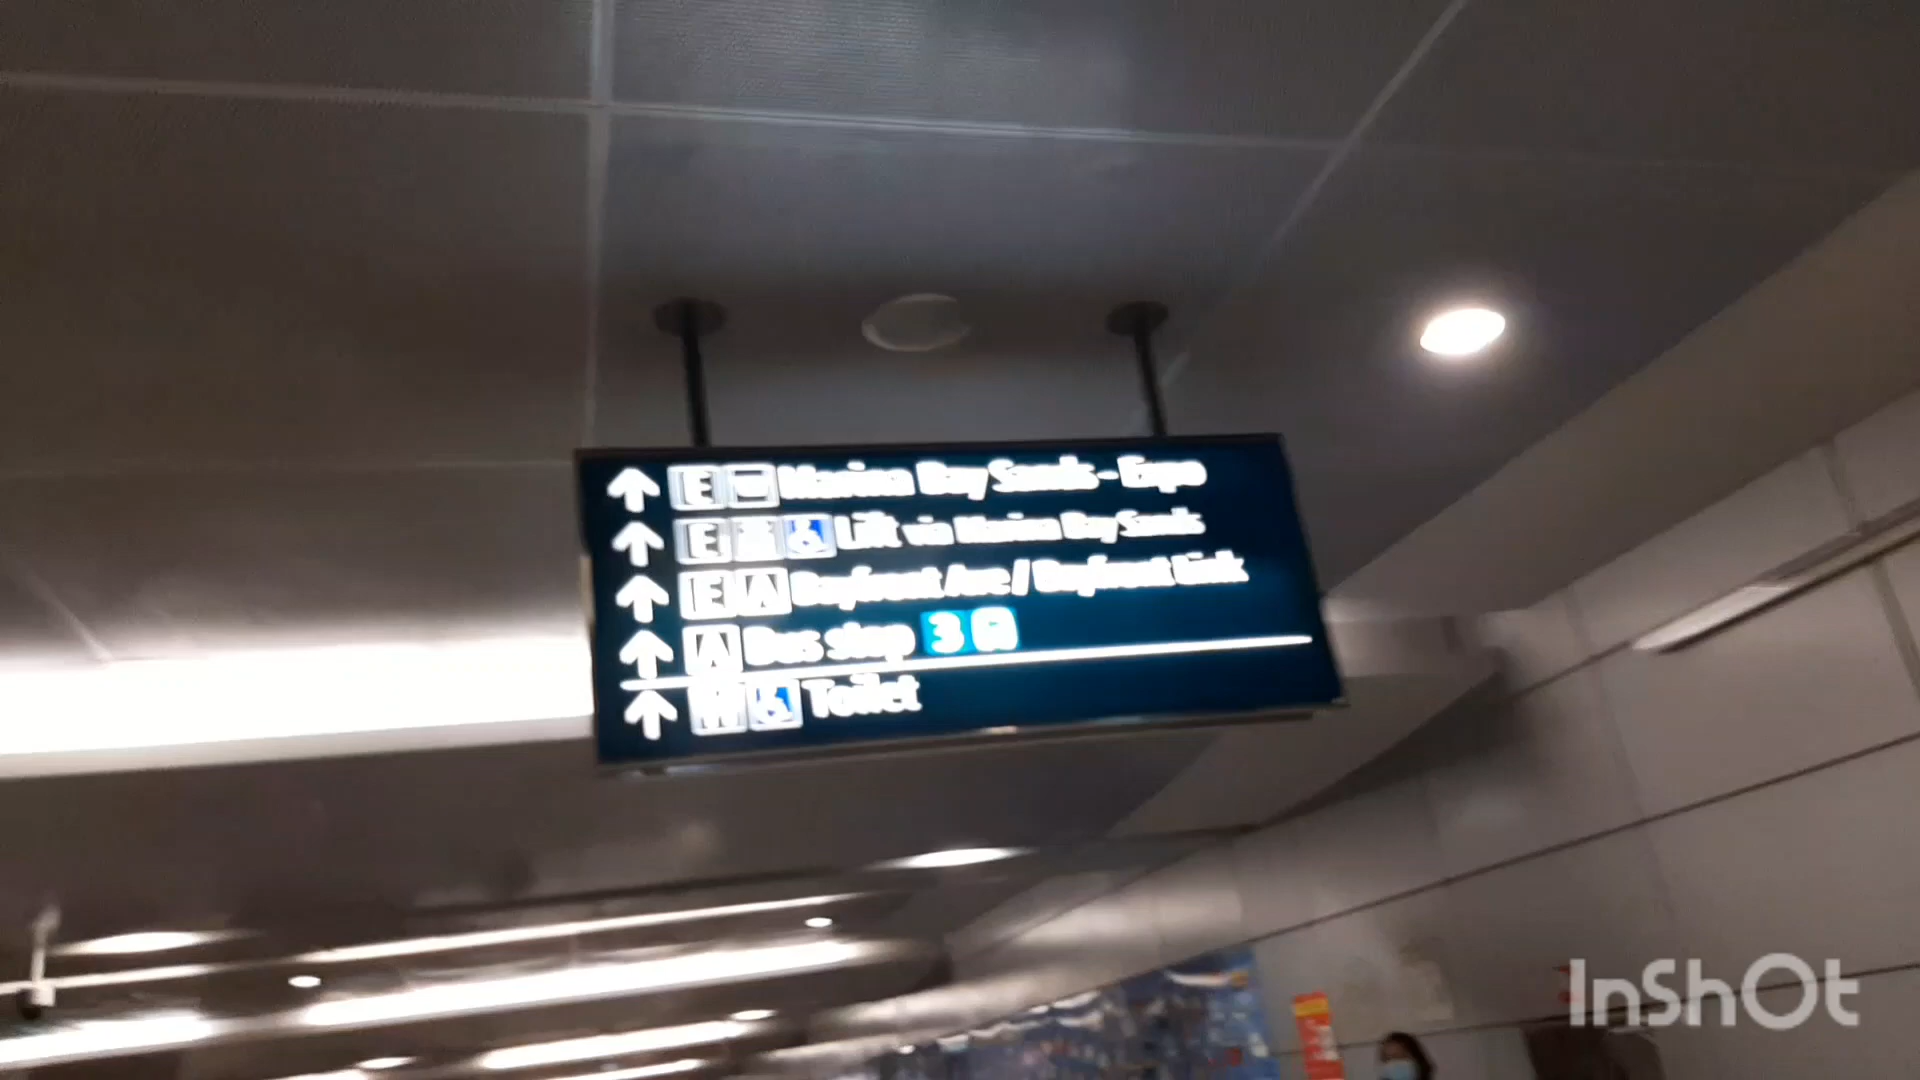 ↑ E Marina Bay Sands - Expo
↑ E Lift via Marina Bay Sands
↑ E A Bayfront Ave / Bayfront Link
↑ A Bus stop 3
↑ Toilet
InShOt